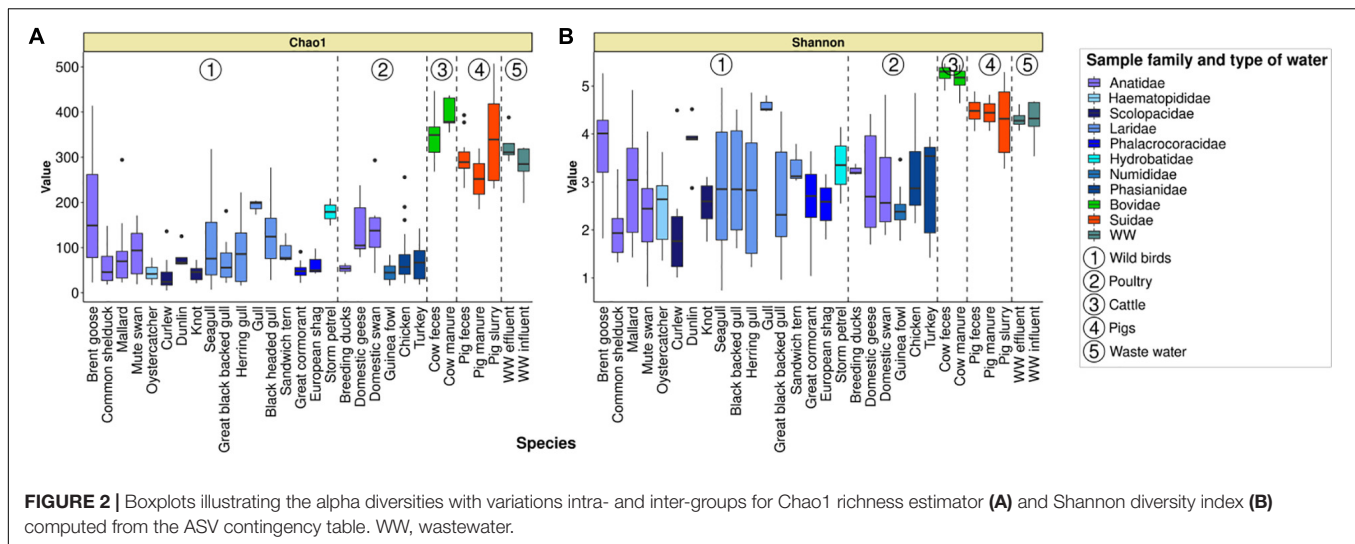 A
Chao1
1
2
3
4
5
Value
500
400
300
200
100
0
Brent goose
Common shelduck
Mallard
Mute swan
Oystercatcher
Curlew
Dunlin
Knot
Seagull
Great black backed gull
Herring gull
Gull
Black headed gull
Sandwich tern
Great cormorant
European shag
Storm petrel
Breeding ducks
Domestic geese
Domestic swan
Guinea fowl
Chicken
Turkey
Cow feces
Cow manure
Pig feces
Pig manure
Pig slurry
WW effluent
WW influent
B
Shannon
1
2
3
4
5
Value
5
4
3
2
1
Brent goose
Common shelduck
Mallard
Mute swan
Oystercatcher
Curlew
Dunlin
Knot
Seagull
Black backed gull
Herring gull
Gull
Great black backed gull
Sandwich tern
Great cormorant
European shag
Storm petrel
Breeding ducks
Domestic geese
Domestic swan
Guinea fowl
Chicken
Turkey
Cow feces
Cow manure
Pig feces
Pig manure
Pig slurry
WW effluent
WW influent
Species
Sample family and type of water
Anatidae
Haematopididae
Scolopacidae
Laridae
Phalacrocoracidae
Hydrobatidae
Numididae
Phasianidae
Bovidae
Suidae
WW
1 Wild birds
2 Poultry
3 Cattle
4 Pigs
5 Waste water
FIGURE 2 | Boxplots illustrating the alpha diversities with variations intra- and inter-groups for Chao1 richness estimator (A) and Shannon diversity index (B)
computed from the ASV contingency table. WW, wastewater.